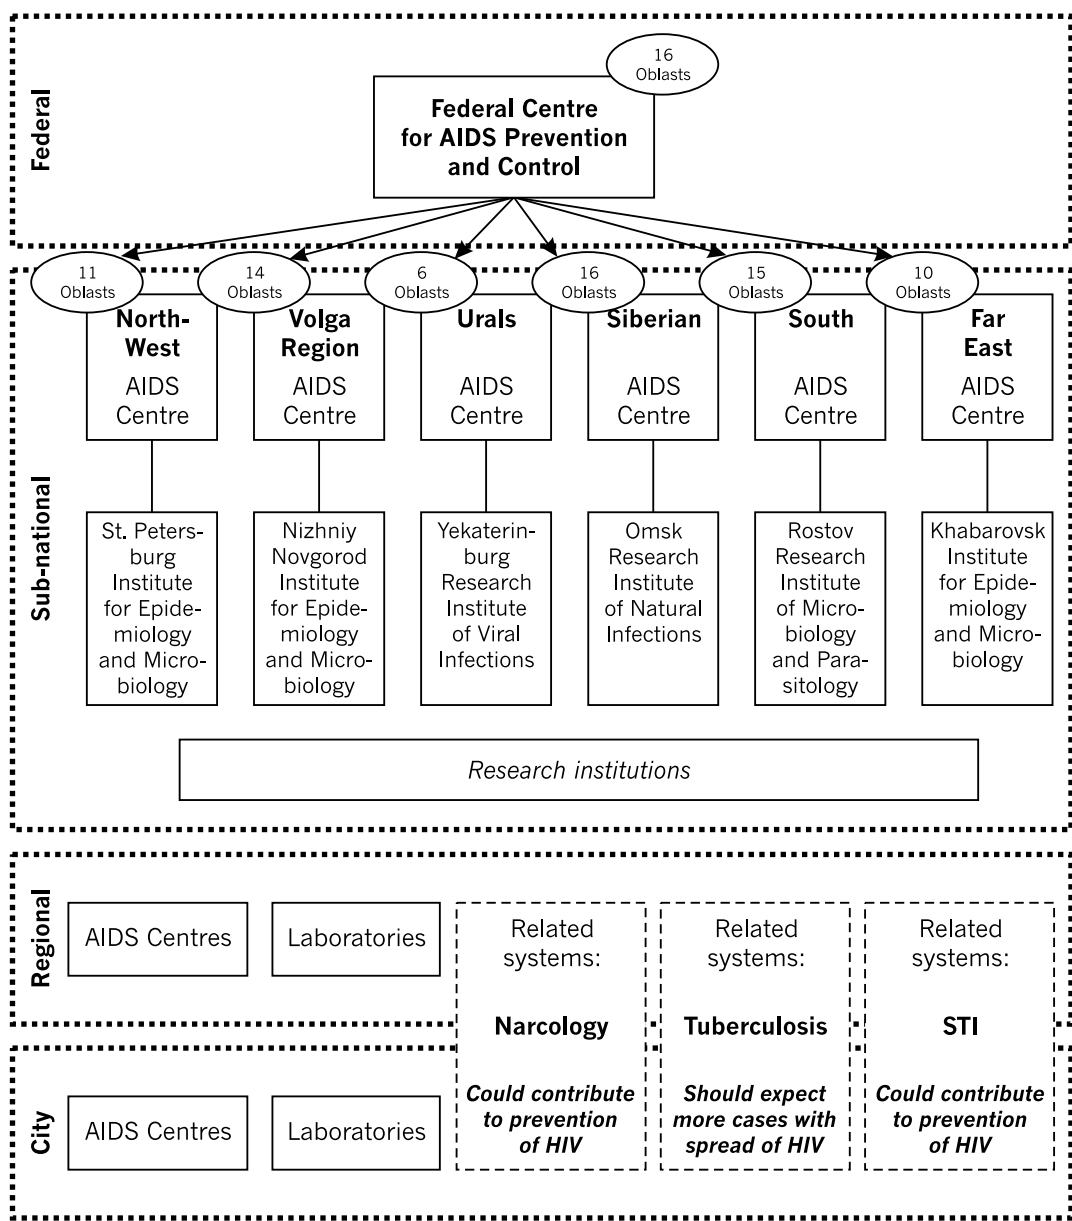 Federal
16
Oblasts
Federal Centre
for AIDS Prevention
and Control
Sub-national
11
Oblasts
North-
West
AIDS
Centre
14
Oblasts
Volga
Region
AIDS
Centre
6
Oblasts
Urals
AIDS
Centre
16
Oblasts
Siberian
AIDS
Centre
15
Oblasts
South
AIDS
Centre
10
Oblasts
Far
East
AIDS
Centre
St. Peters-
burg
Institute
for Epide-
miology
and Micro-
biology
Nizhniy
Novgorod
Institute
for Epide-
miology
and Micro-
biology
Yekaterin-
burg
Research
Institute
of Viral
Infections
Omsk
Research
Institute
of Natural
Infections
Rostov
Research
Institute
of Micro-
biology
and Para-
sitology
Khabarovsk
Institute
for Epide-
miology
and Micro-
biology
Research institutions
Regional
AIDS Centres
Laboratories
Related
systems:
Narcology
Could contribute
to prevention
of HIV
Related
systems:
Tuberculosis
Should expect
more cases with
spread of HIV
Related
systems:
STI
Could contribute
to prevention
of HIV
City
AIDS Centres
Laboratories